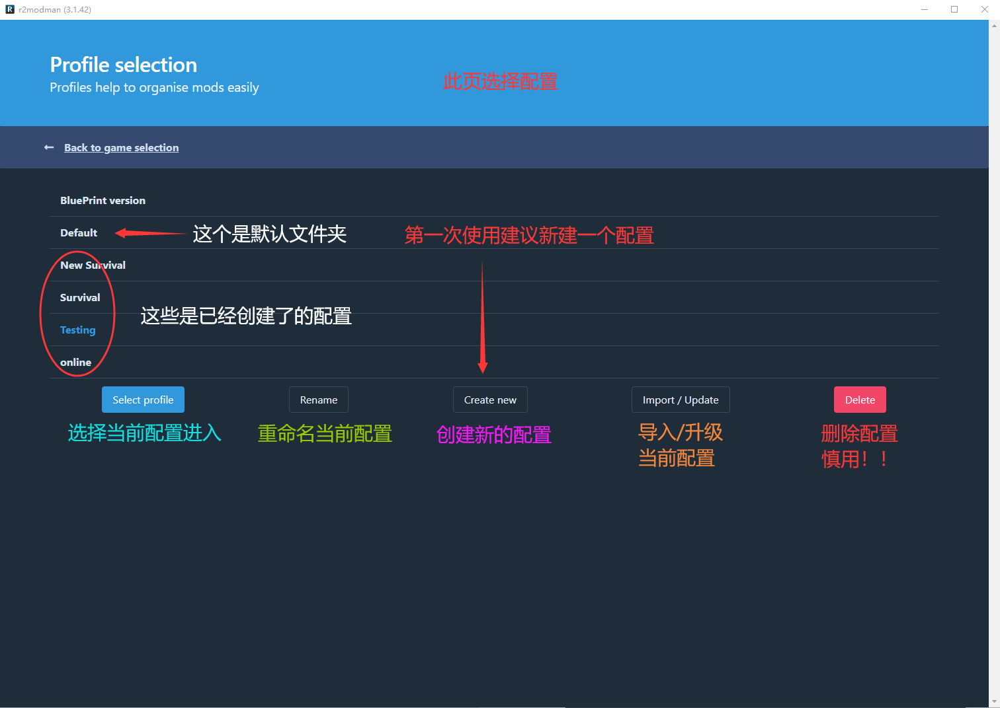 r2modman (3.1.42)
Profile selection
Profiles help to organise mods easily
此页选择配置
Back to game selection
BluePrint version
Default
这个是默认文件夹
第一次使用建议新建一个配置
New Survival
Survival
这些是已经创建了的配置
Testing
online
Select profile
Rename
Create new
Import / Update
Delete
选择当前配置进入
重命名当前配置
创建新的配置
导入/升级
当前配置
删除配置
慎用！！